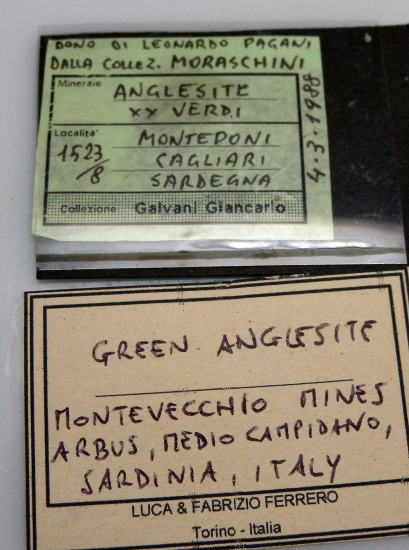 DONO DI LEONARDO PAGANI
DALLA COLLEZ. MORASCHINI
Minerale
ANGLESITE
XX VERDI
Località
1523/8
MONTEPONI
CAGLIARI
SARDEGNA
Collezione Galvani Giancarlo
4.3.1988
GREEN ANGLESITE
MONTEVECCHIO MINES
ARBUS, MEDIO CAMPIDANO,
SARDINIA, ITALY
LUCA & FABRIZIO FERRERO
Torino - Italia